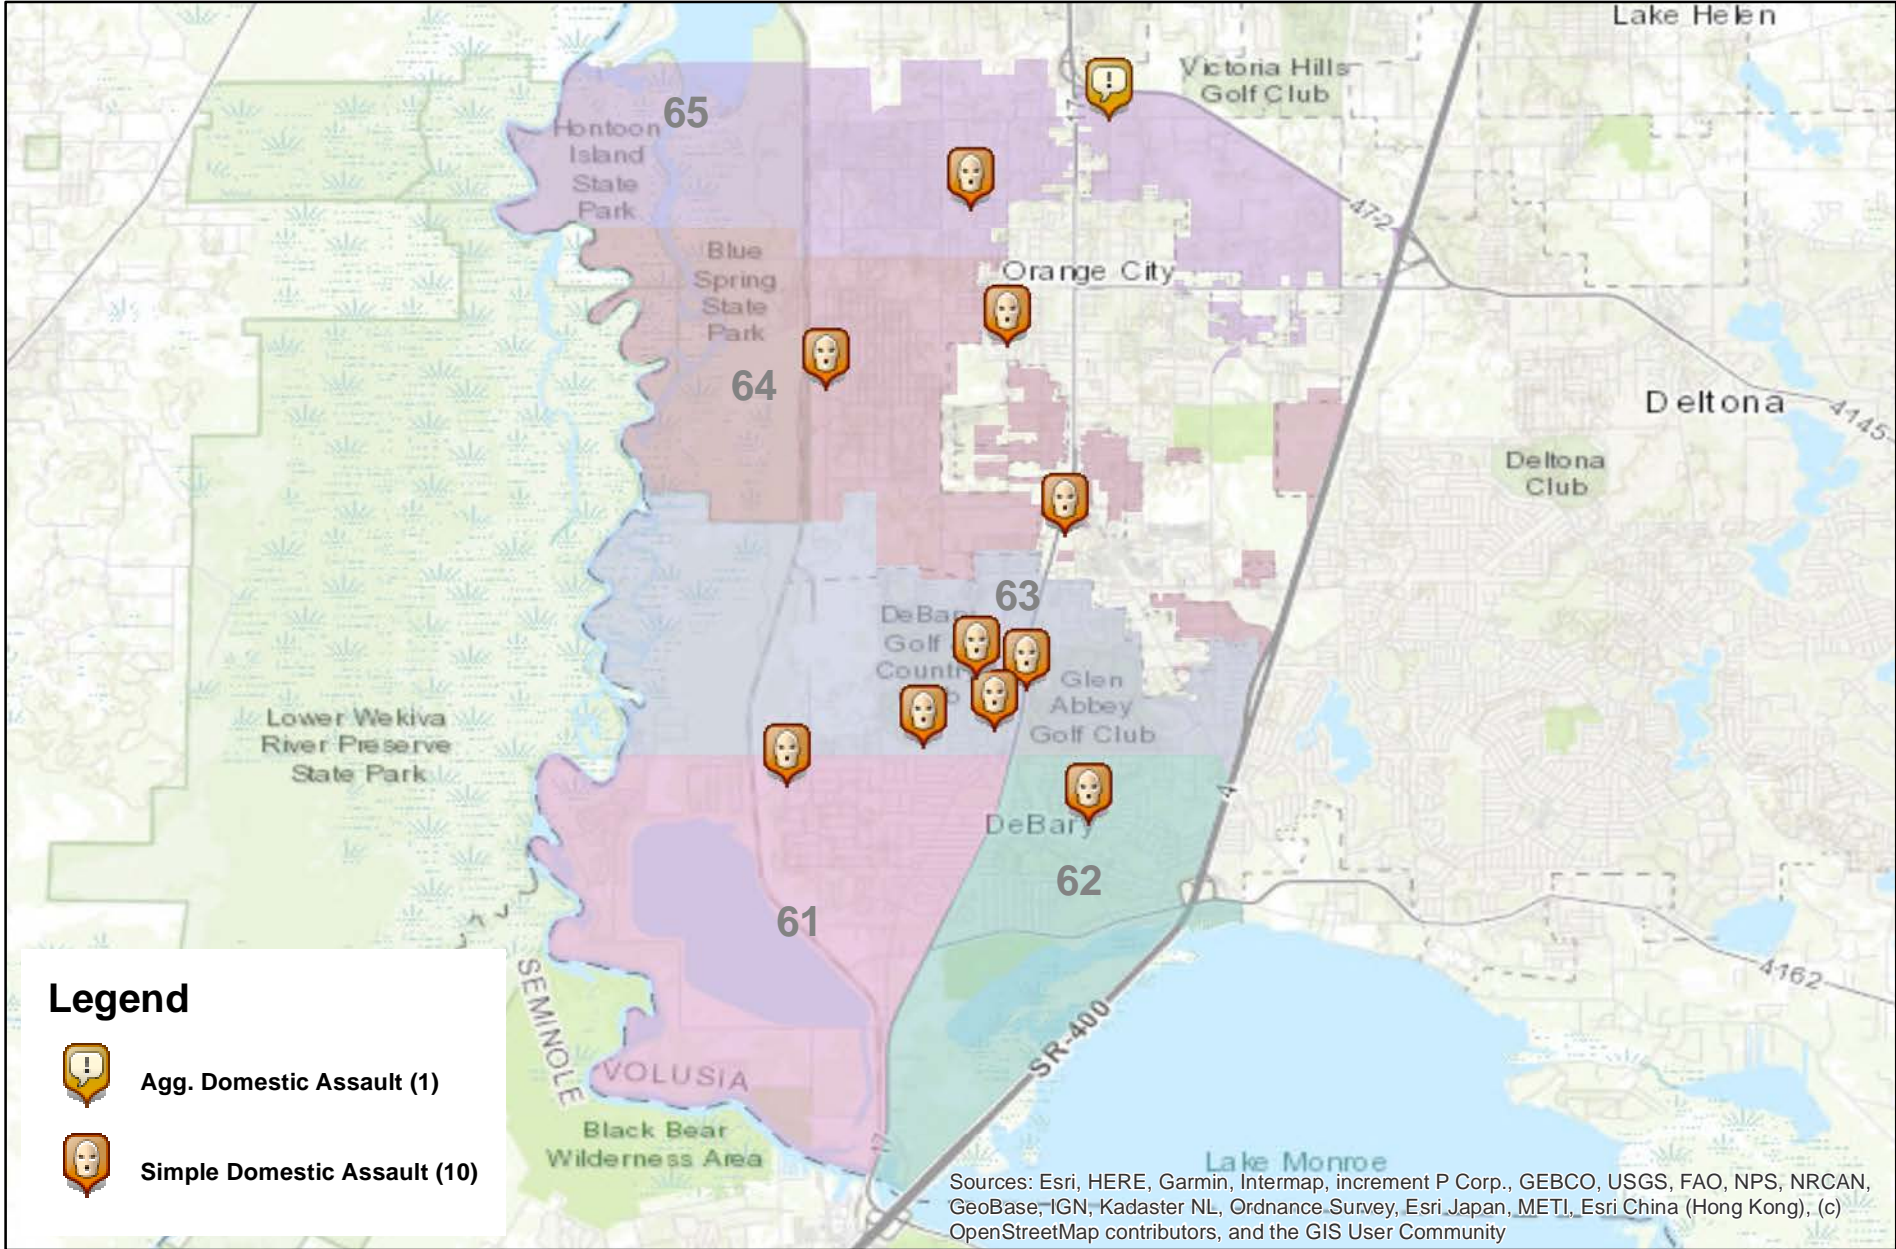 Lake Helen
Victoria Hills
Golf Club
17
65
Hontoon
Island
State
Park
472
Blue
Spring
State
Park
Orange City
64
Deltona
4145
Deltona
Club
63
DeBary
Golf
Country
Glen
Abbey
Golf Club
Lower Wekiva
River Preserve
State Park
4
DeBary
62
61
4162
SEMINOLE
VOLUSIA
SR-400
17
Black Bear
Wilderness Area
Lake Monroe
Legend
Agg. Domestic Assault (1)
Simple Domestic Assault (10)
Sources: Esri, HERE, Garmin, Intermap, increment P Corp., GEBCO, USGS, FAO, NPS, NRCAN,
GeoBase, IGN, Kadaster NL, Ordnance Survey, Esri Japan, METI, Esri China (Hong Kong), (c)
OpenStreetMap contributors, and the GIS User Community